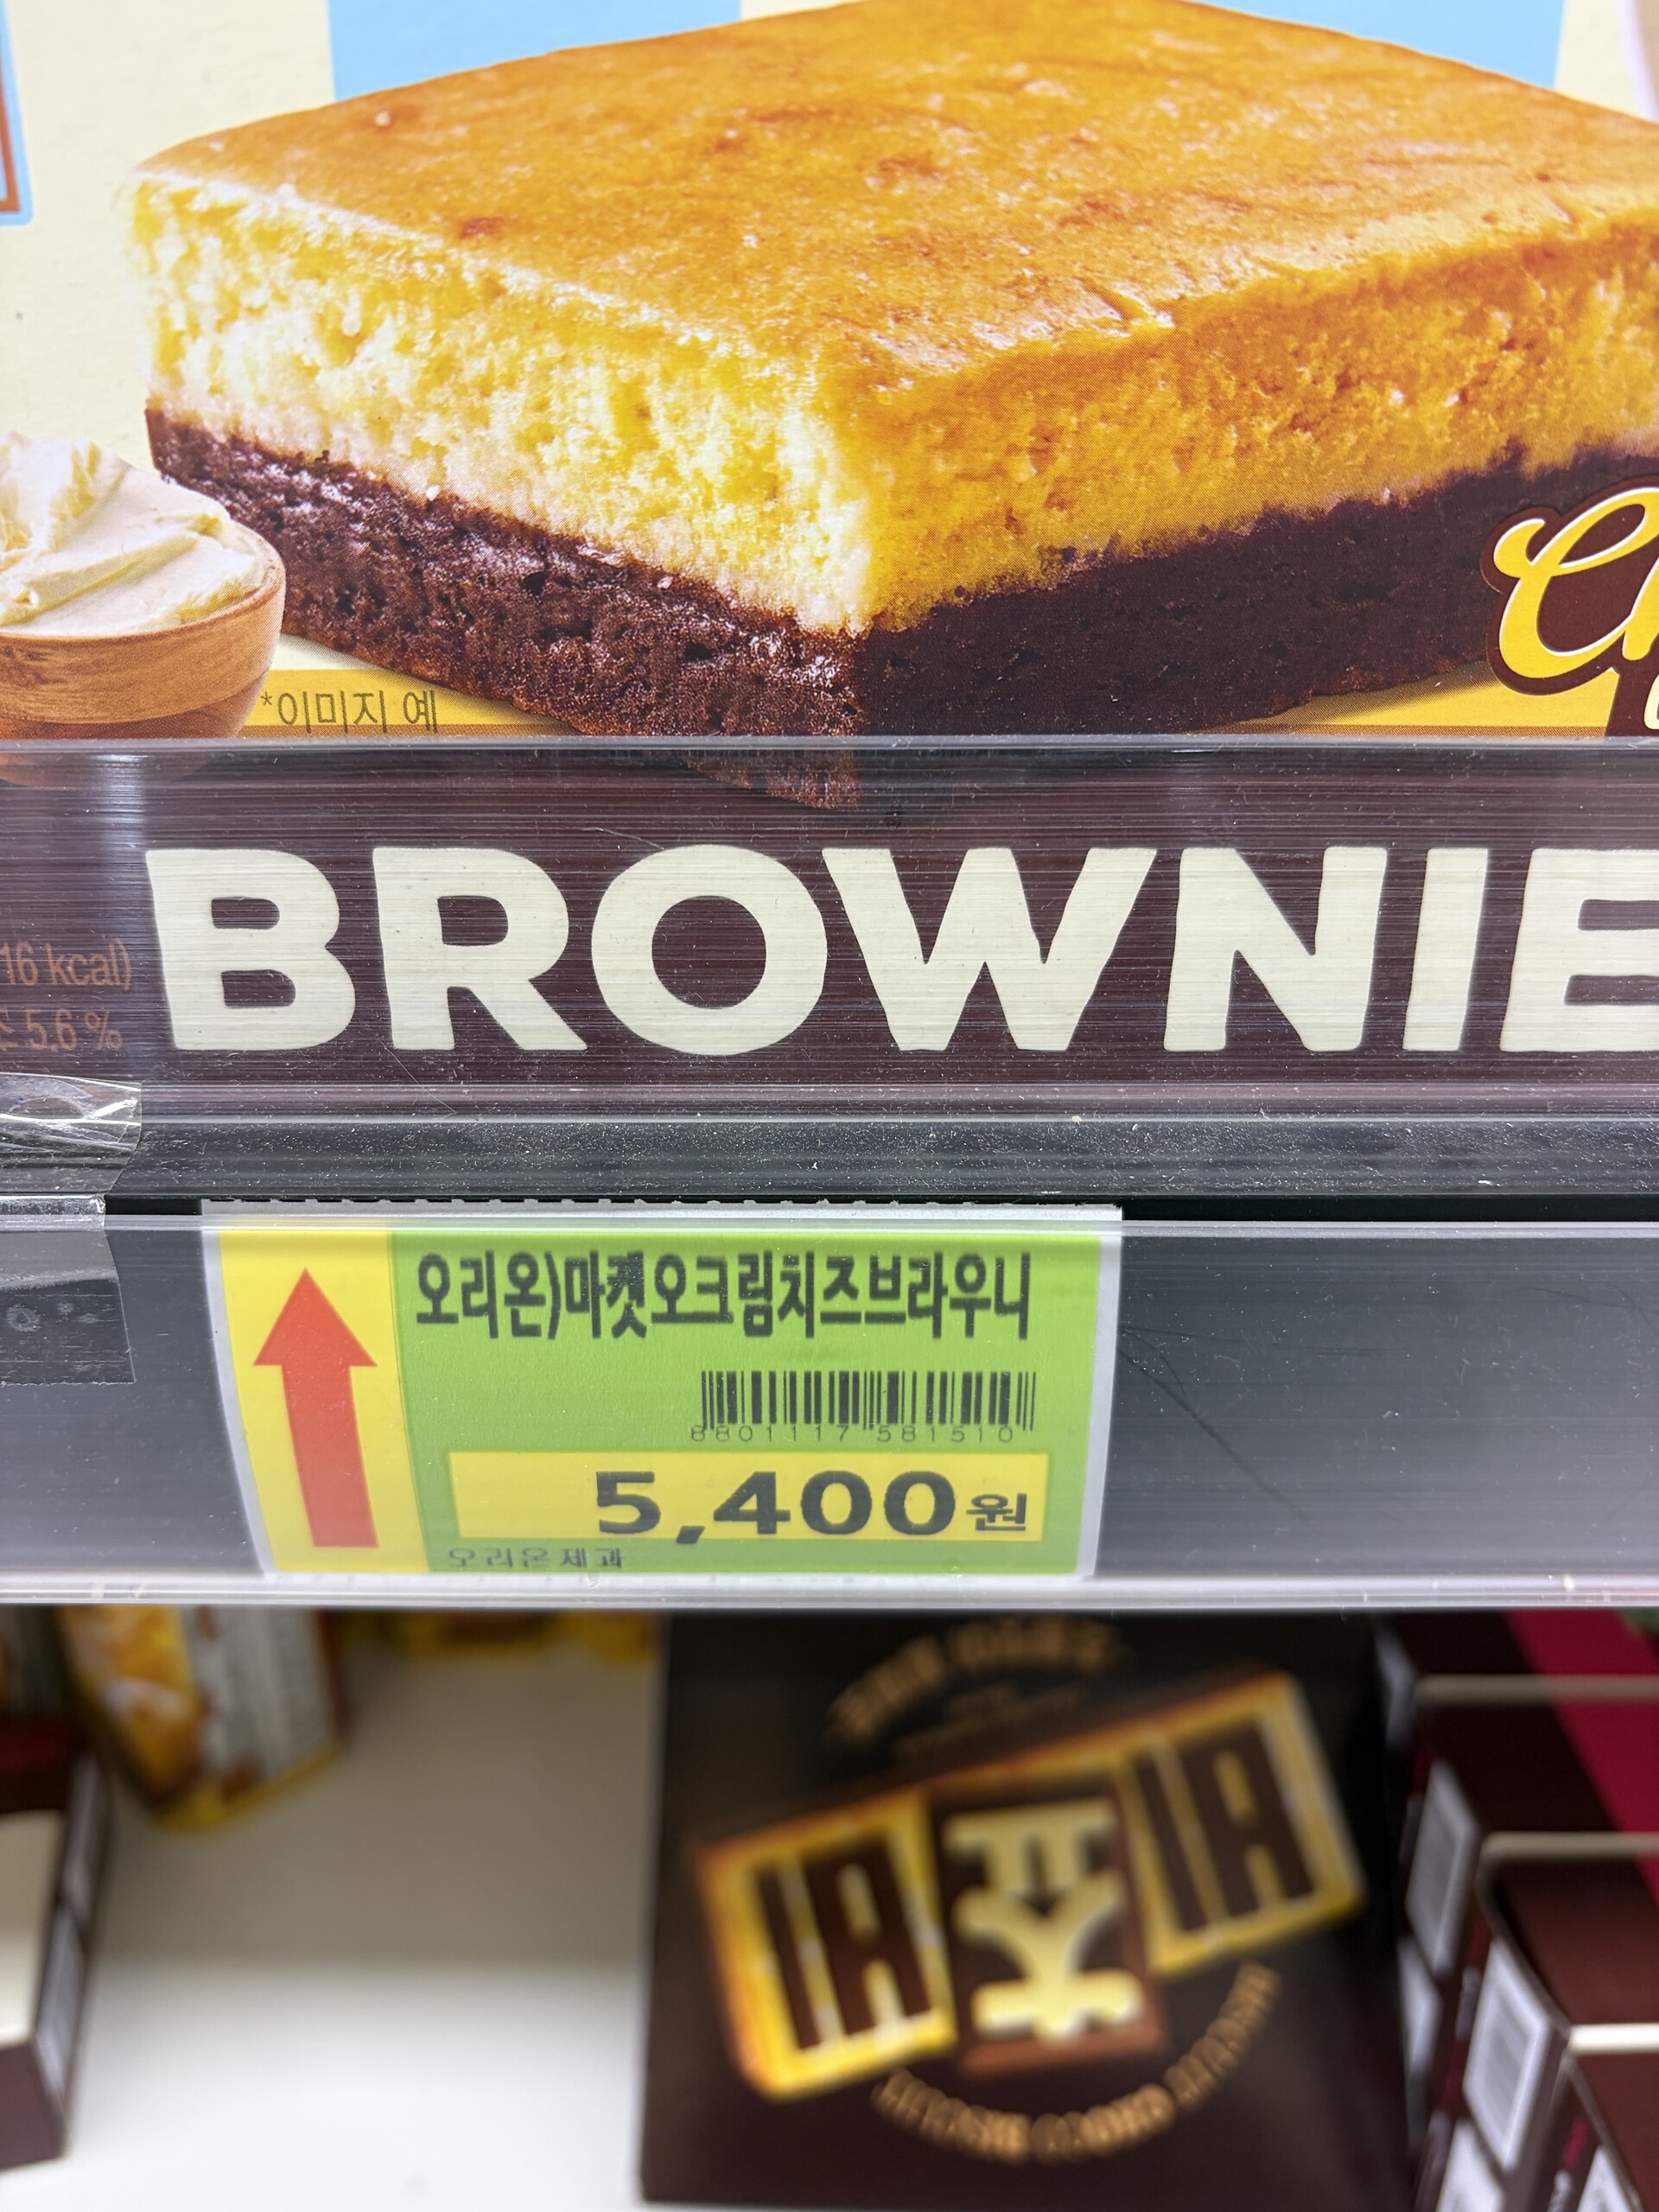 *이미지 예
BROWNIE
16 kcal)
5.6 %
오리온)마켓오크림치즈브라우니
8801117 581510
5,400원
오리온제과